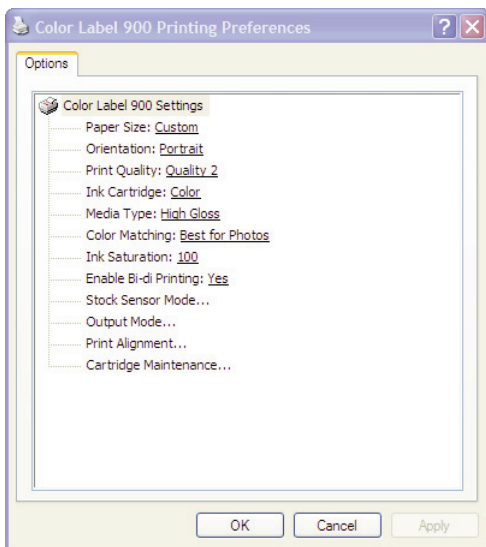 Color Label 900 Printing Preferences
Options
Color Label 900 Settings
Paper Size: Custom
Orientation: Portrait
Print Quality: Quality 2
Ink Cartridge: Color
Media Type: High Gloss
Color Matching: Best for Photos
Ink Saturation: 100
Enable Bi-di Printing: Yes
Stock Sensor Mode...
Output Mode...
Print Alignment...
Cartridge Maintenance...
OK Cancel Apply